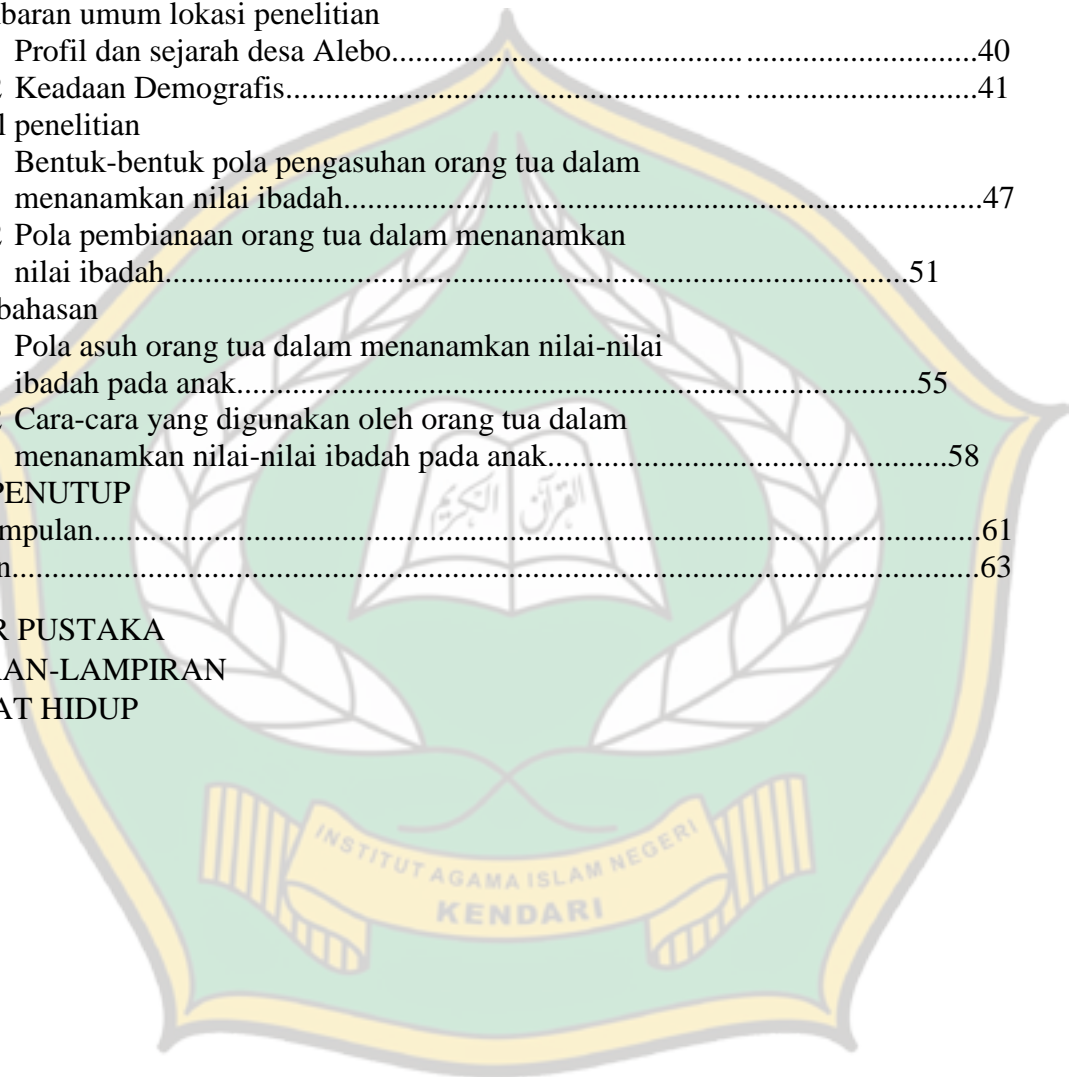 baran umum lokasi penelitian
Profil dan sejarah desa Alebo.......................................................................40
Keadaan Demografis....................................................................................41
l penelitian
Bentuk-bentuk pola pengasuhan orang tua dalam
menanamkan nilai ibadah................................................................................47
Pola pembianaan orang tua dalam menanamkan
nilai ibadah.............................................................................................51
bahasan
Pola asuh orang tua dalam menanamkan nilai-nilai
ibadah pada anak.....................................................................................55
Cara-cara yang digunakan oleh orang tua dalam
menanamkan nilai-nilai ibadah pada anak..................................................58
PENUTUP
mpulan...............................................................................................................61
n.........................................................................................................................63
R PUSTAKA
RAN-LAMPIRAN
AT HIDUP
القرآن الكريم
INSTITUT AGAMA ISLAM NEGERI
KENDARI